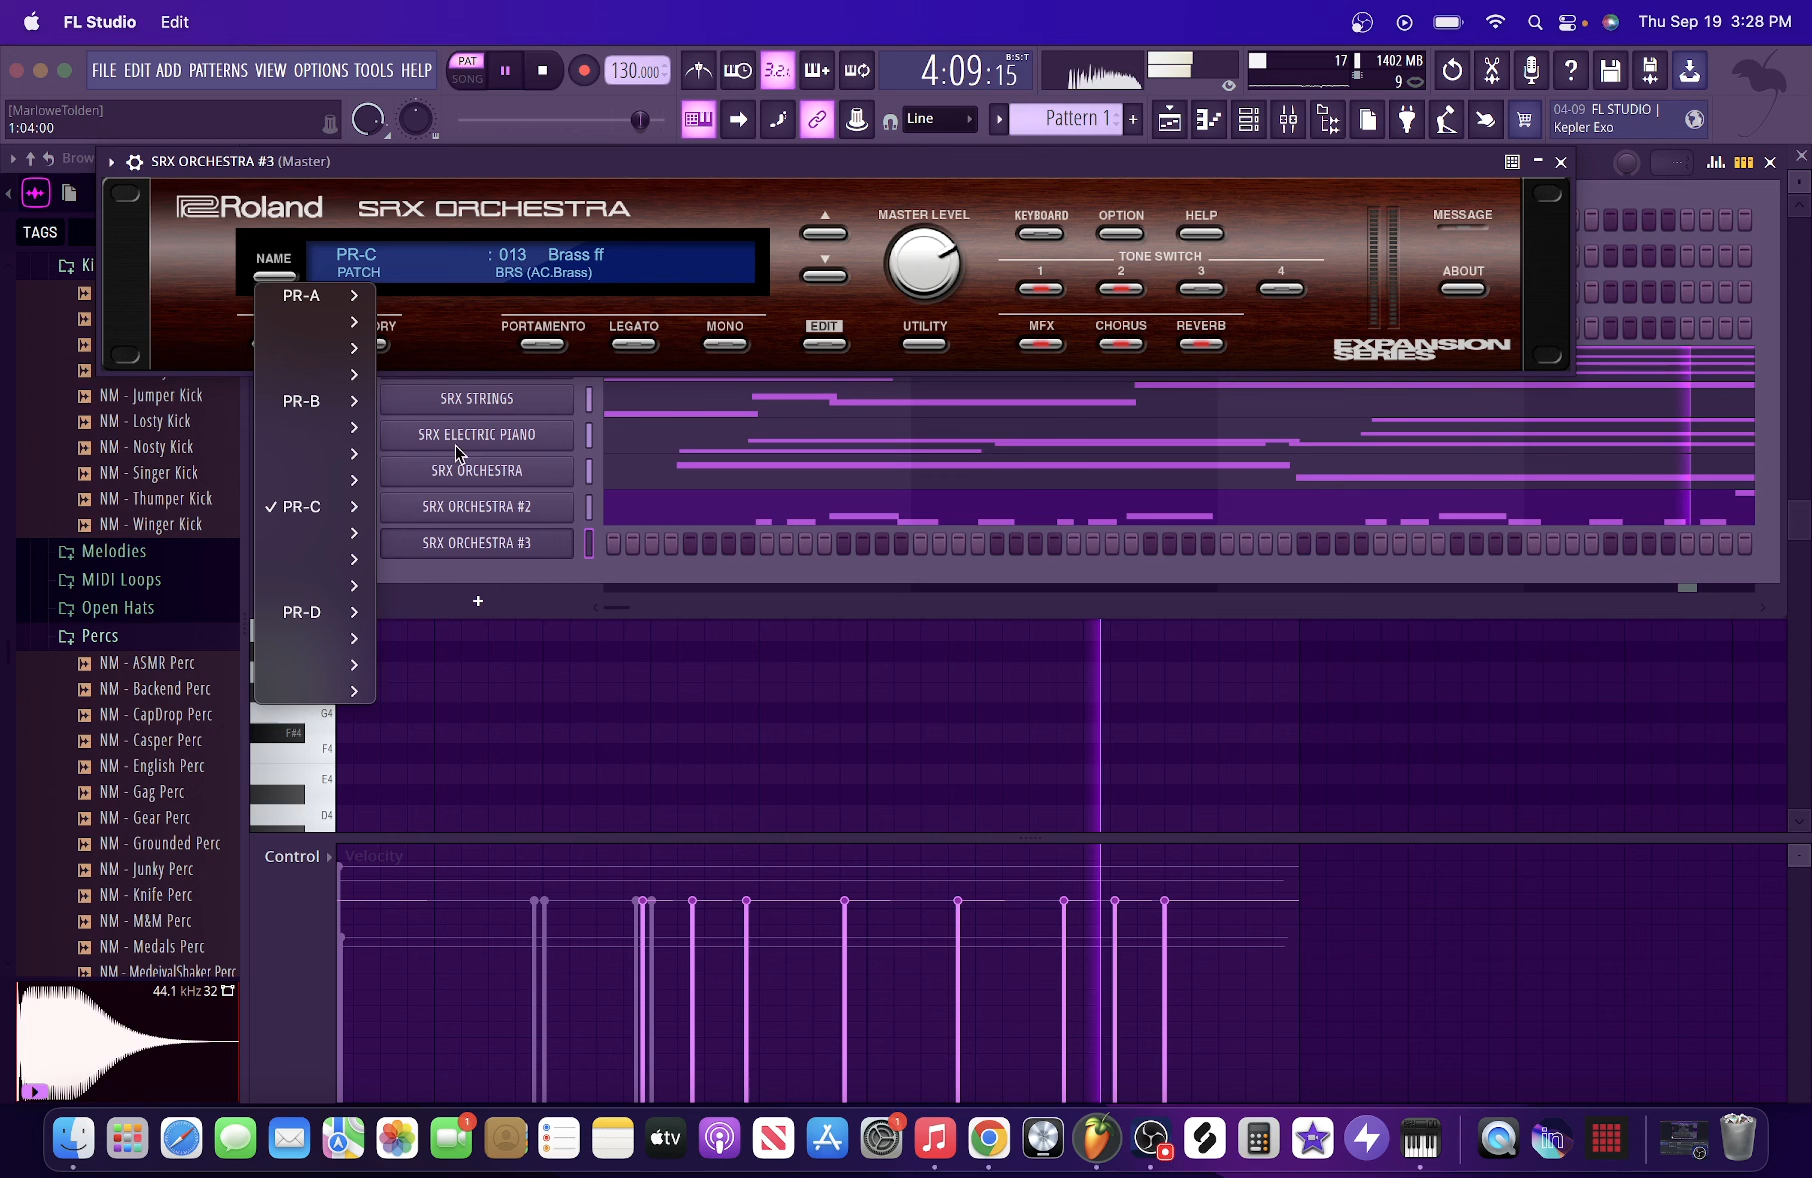 FL Studio Edit
Thu Sep 19 3:28 PM
FILE EDIT ADD PATTERNS VIEW OPTIONS TOOLS HELP
PAT
SONG
130.000
3.2.
4:09:15
B:S:T
17
1402 MB
9
?
[MarloweTolden]
1:04:00
Line
Pattern 1
+
04-09 FL STUDIO |
Kepler Exo
Brow
SRX ORCHESTRA #3 (Master)
Roland SRX ORCHESTRA
NAME
PR-C : 013 Brass ff
PATCH BRS (AC.Brass)
MASTER LEVEL
KEYBOARD OPTION HELP
TONE SWITCH
1 2 3 4
MESSAGE
ABOUT
RY
PORTAMENTO LEGATO MONO EDIT UTILITY
MFX CHORUS REVERB
EXPANSION
SERIES
TAGS
Ki
PR-A
PR-B
✓ PR-C
PR-D
SRX STRINGS
SRX ELECTRIC PIANO
SRX ORCHESTRA
SRX ORCHESTRA #2
SRX ORCHESTRA #3
+
NM - Jumper Kick
NM - Losty Kick
NM - Nosty Kick
NM - Singer Kick
NM - Thumper Kick
NM - Winger Kick
Melodies
MIDI Loops
Open Hats
Percs
NM - ASMR Perc
NM - Backend Perc
NM - CapDrop Perc
NM - Casper Perc
NM - English Perc
NM - Gag Perc
NM - Gear Perc
NM - Grounded Perc
NM - Junky Perc
NM - Knife Perc
NM - M&M Perc
NM - Medals Perc
NM - MedeivalShaker Perc
44.1 kHz 32
G4
F#4
F4
E4
D4
Control
Velocity
1
tv
1
in